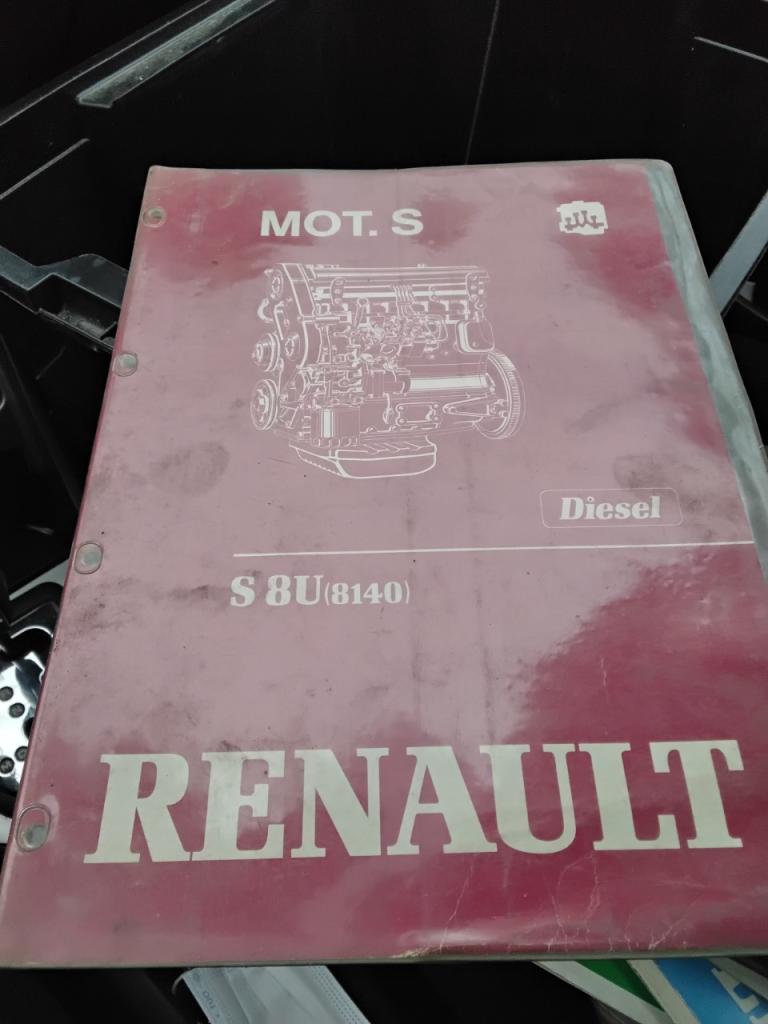 MOT. S
Diesel
S 8U(8140)
RENAULT